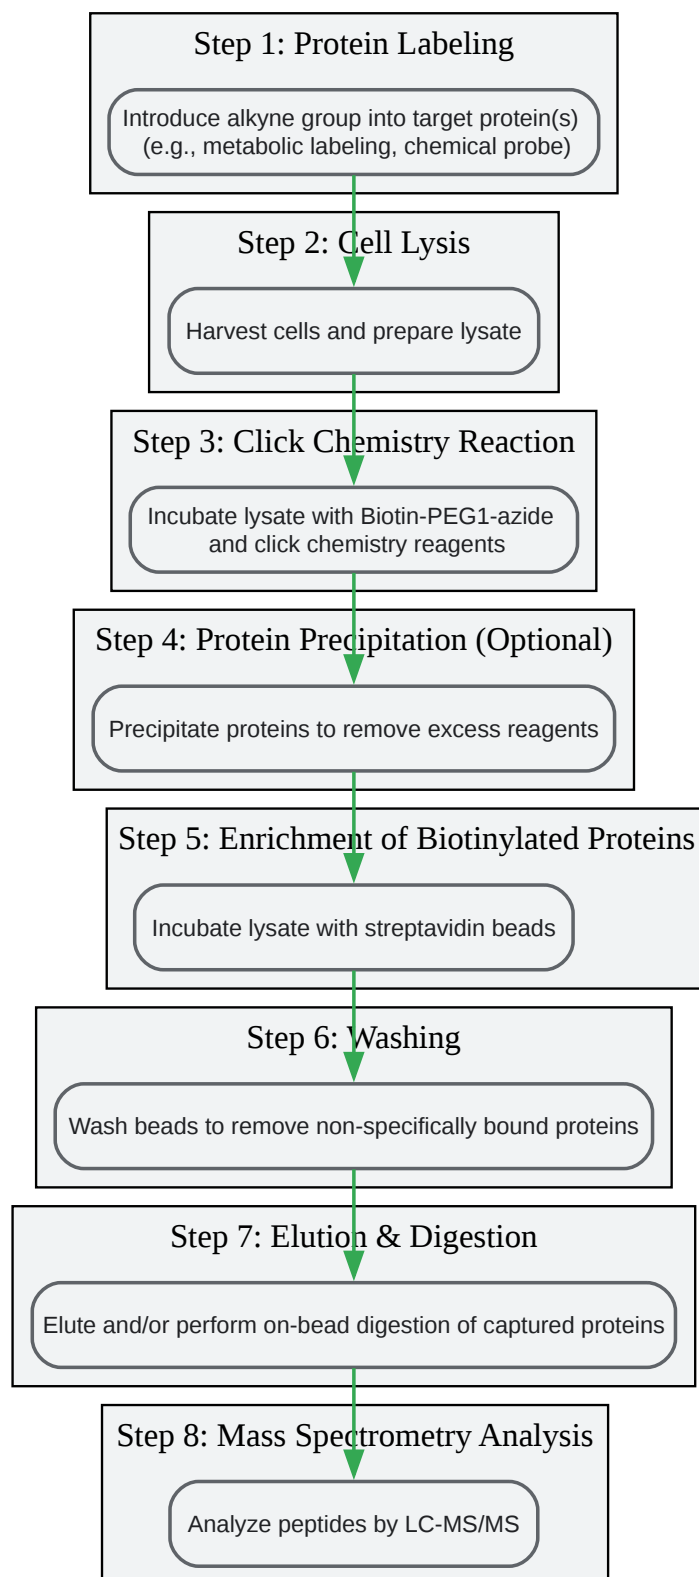 Step 1: Protein Labeling
Introduce alkyne group into target protein(s)
(e.g., metabolic labeling, chemical probe)
Step 2: Cell Lysis
Harvest cells and prepare lysate
Step 3: Click Chemistry Reaction
Incubate lysate with Biotin-PEG1-azide
and click chemistry reagents
Step 4: Protein Precipitation (Optional)
Precipitate proteins to remove excess reagents
Step 5: Enrichment of Biotinylated Proteins
Incubate lysate with streptavidin beads
Step 6: Washing
Wash beads to remove non-specifically bound proteins
Step 7: Elution & Digestion
Elute and/or perform on-bead digestion of captured proteins
Step 8: Mass Spectrometry Analysis
Analyze peptides by LC-MS/MS